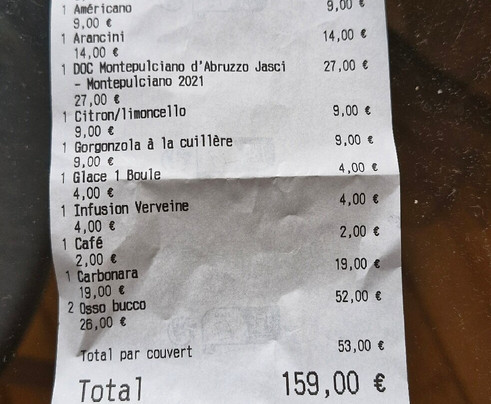 1 Américano 9,00 €
9,00 €
1 Arancini 14,00 €
14,00 €
1 DOC Montepulciano d'Abruzzo Jasci 27,00 €
- Montepulciano 2021
27,00 €
1 Citron/limoncello 9,00 €
9,00 €
1 Gorgonzola à la cuillère 9,00 €
9,00 €
1 Glace 1 Boule 4,00 €
4,00 €
1 Infusion Verveine 4,00 €
4,00 €
1 Café 2,00 €
2,00 €
1 Carbonara 19,00 €
19,00 €
2 Osso bucco 52,00 €
26,00 €
Total par couvert 53,00 €
Total 159,00 €